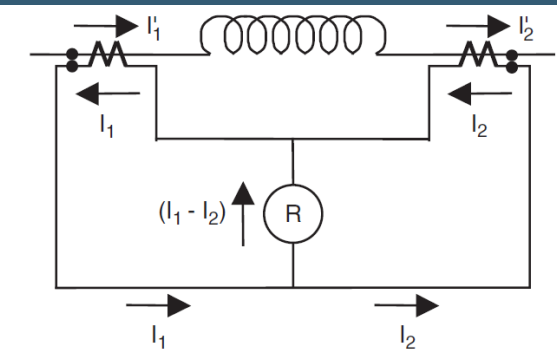 I'₁
I'₂
I₁
I₂
(I₁ - I₂)
R
I₁
I₂